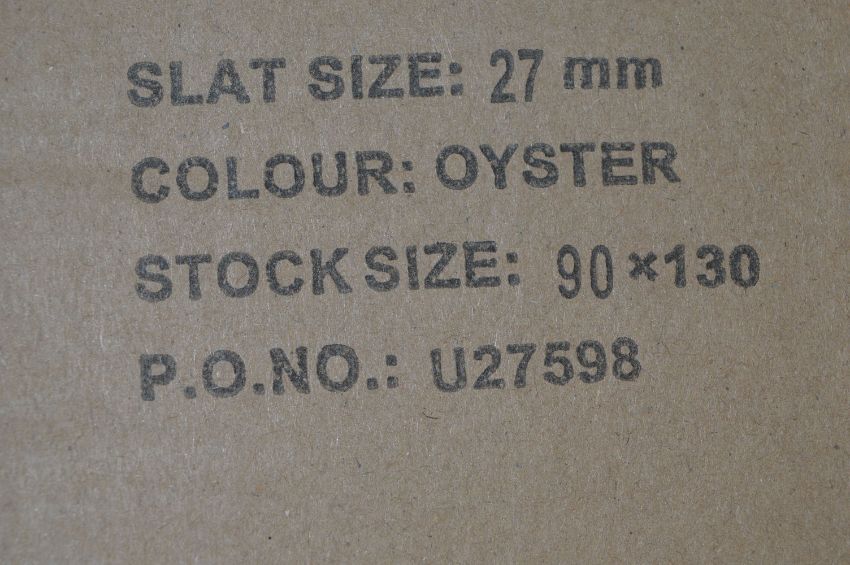 SLAT SIZE: 27 mm
COLOUR: OYSTER
STOCK SIZE: 90 ×130
P.O.NO.: U27598